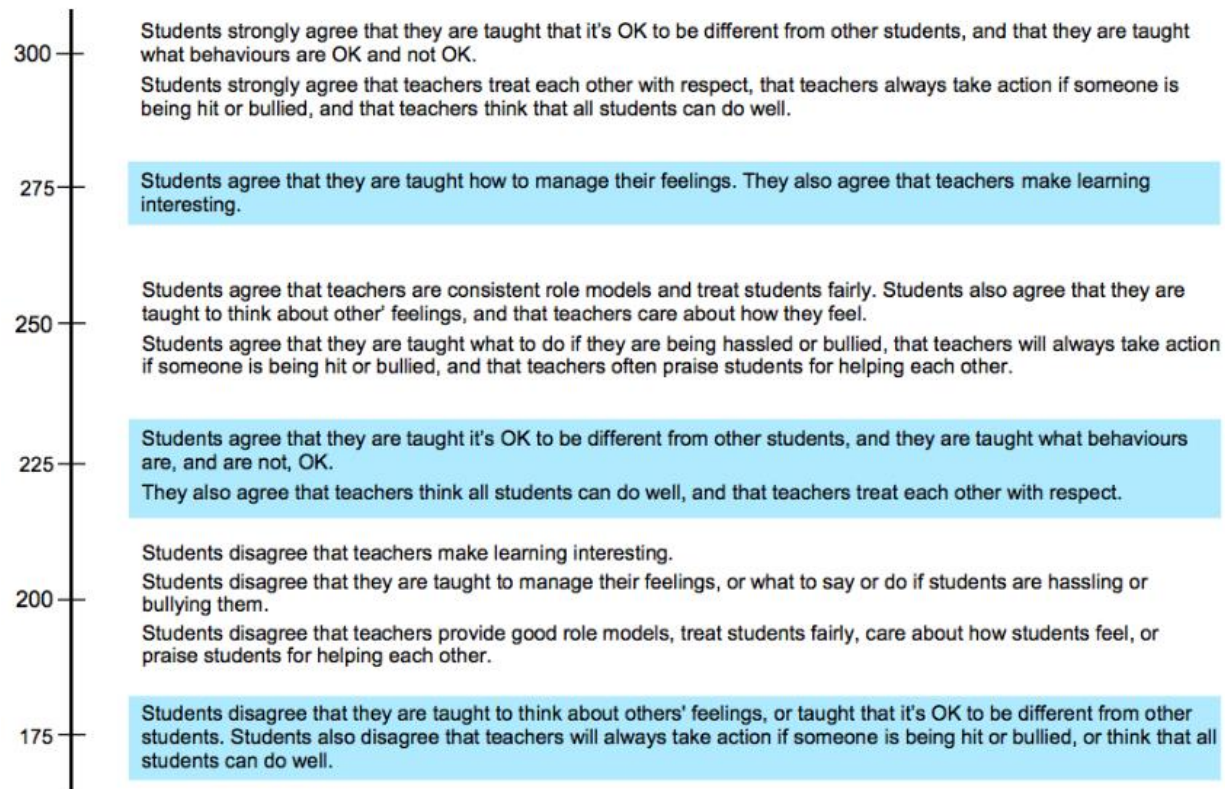 300
Students strongly agree that they are taught that it's OK to be different from other students, and that they are taught
what behaviours are OK and not OK.
Students strongly agree that teachers treat each other with respect, that teachers always take action if someone is
being hit or bullied, and that teachers think that all students can do well.
275
Students agree that they are taught how to manage their feelings. They also agree that teachers make learning
interesting.
250
Students agree that teachers are consistent role models and treat students fairly. Students also agree that they are
taught to think about other' feelings, and that teachers care about how they feel.
Students agree that they are taught what to do if they are being hassled or bullied, that teachers will always take action
if someone is being hit or bullied, and that teachers often praise students for helping each other.
225
Students agree that they are taught it's OK to be different from other students, and they are taught what behaviours
are, and are not, OK.
They also agree that teachers think all students can do well, and that teachers treat each other with respect.
200
Students disagree that teachers make learning interesting.
Students disagree that they are taught to manage their feelings, or what to say or do if students are hassling or
bullying them.
Students disagree that teachers provide good role models, treat students fairly, care about how students feel, or
praise students for helping each other.
175
Students disagree that they are taught to think about others' feelings, or taught that it's OK to be different from other
students. Students also disagree that teachers will always take action if someone is being hit or bullied, or think that all
students can do well.